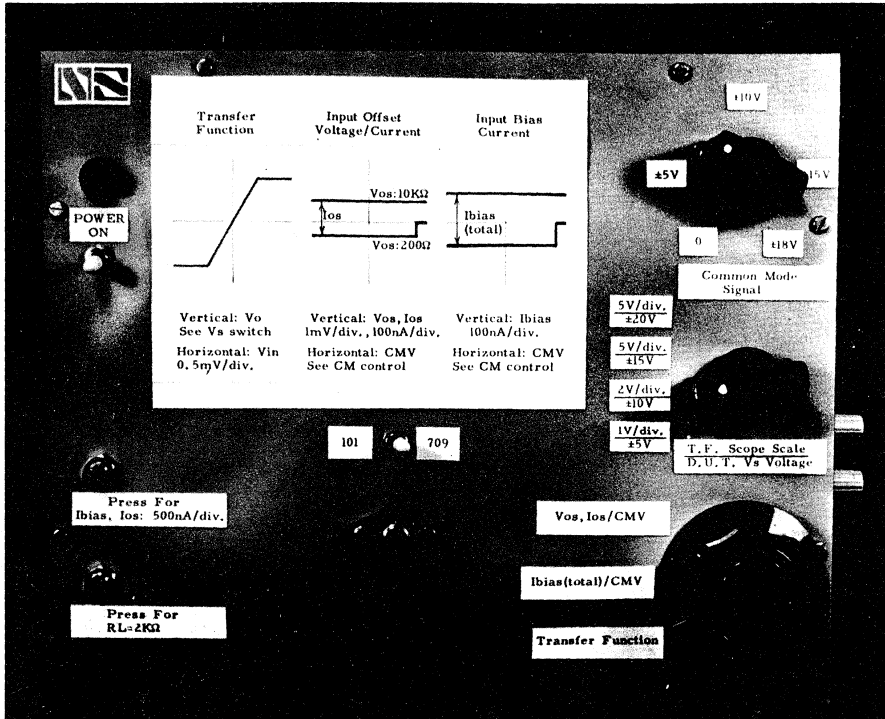 Transfer
Function
Input Offset
Voltage/Current
Input Bias
Current
Vos:10KΩ
Ios
Vos:200Ω
Ibias
(total)
Vertical: Vo
See Vs switch
Horizontal: Vin
0.5mV/div.
Vertical: Vos, Ios
1mV/div., 100nA/div.
Horizontal: CMV
See CM control
Vertical: Ibias
100nA/div.
Horizontal: CMV
See CM control
POWER
ON
±10V
±5V
15V
0
±18V
Common Mode
Signal
5V/div.
±20V
5V/div.
±15V
2V/div.
±10V
1V/div.
±5V
T.F. Scope Scale
D.U.T. Vs Voltage
101
709
Press For
Ibias, Ios: 500nA/div.
Press For
RL=2KΩ
Vos, Ios/CMV
Ibias(total)/CMV
Transfer Function